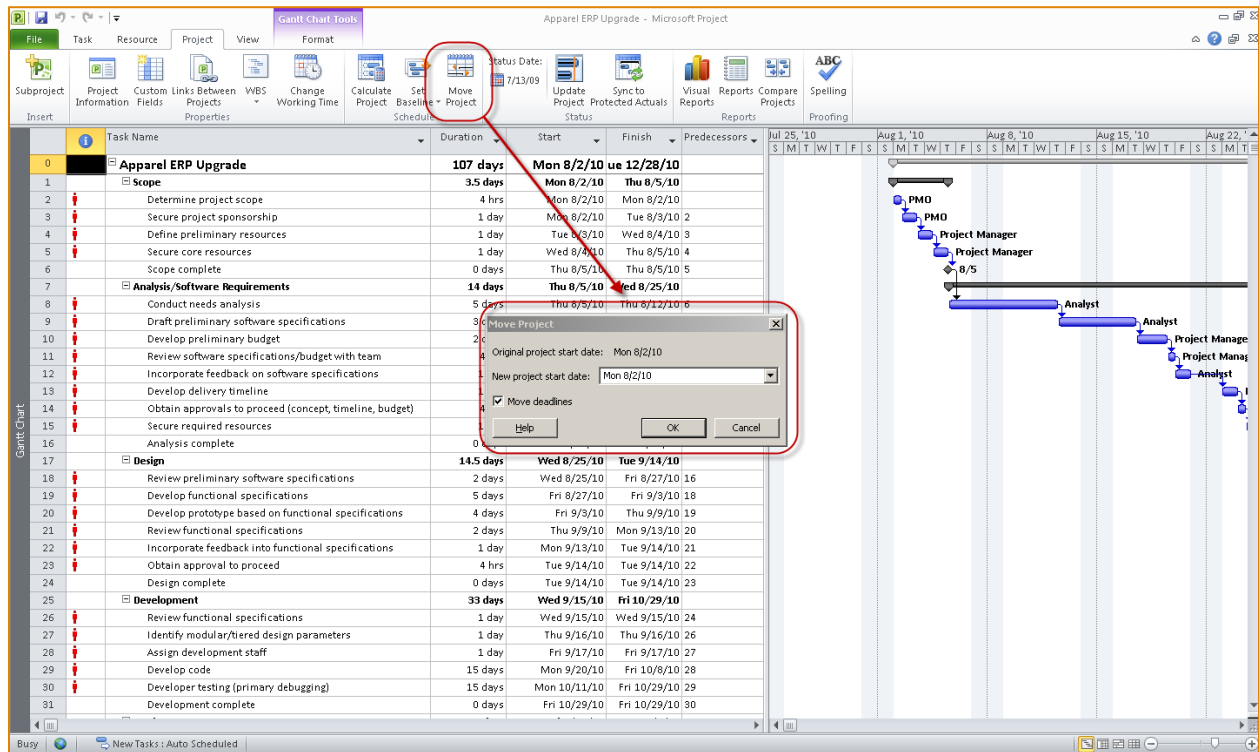 Gantt Chart Tools
Apparel ERP Upgrade - Microsoft Project
File Task Resource Project View Format
Subproject
Project Information
Custom Fields
Links Between Projects
WBS
Change Working Time
Calculate Project
Set Baseline
Move Project
Status Date:
7/13/09
Update Project
Sync to Protected Actuals
Visual Reports
Reports
Compare Projects
ABC
Spelling
Insert Properties Schedule Status Reports Proofing
Task Name Duration Start Finish Predecessors Jul 25, '10 Aug 1, '10 Aug 8, '10 Aug 15, '10 Aug 22, '
S M T W T F S S M T W T F S S M T W T F S S M T W T F S S M T
0 Apparel ERP Upgrade 107 days Mon 8/2/10 ue 12/28/10
1 Scope 3.5 days Mon 8/2/10 Thu 8/5/10
2 Determine project scope 4 hrs Mon 8/2/10 Mon 8/2/10 PMO
3 Secure project sponsorship 1 day Mon 8/2/10 Tue 8/3/10 2 PMO
4 Define preliminary resources 1 day Tue 8/3/10 Wed 8/4/10 3 Project Manager
5 Secure core resources 1 day Wed 8/4/10 Thu 8/5/10 4 Project Manager
6 Scope complete 0 days Thu 8/5/10 Thu 8/5/10 5 8/5
7 Analysis/Software Requirements 14 days Thu 8/5/10 Wed 8/25/10
8 Conduct needs analysis 5 days Thu 8/5/10 Thu 8/12/10 6 Analyst
9 Draft preliminary software specifications 3 Analyst
10 Develop preliminary budget 2 Project Manage
11 Review software specifications/budget with team Project Manag
12 Incorporate feedback on software specifications Analyst
13 Develop delivery timeline
14 Obtain approvals to proceed (concept, timeline, budget)
15 Secure required resources
16 Analysis complete 0
17 Design 14.5 days Wed 8/25/10 Tue 9/14/10
18 Review preliminary software specifications 2 days Wed 8/25/10 Fri 8/27/10 16
19 Develop functional specifications 5 days Fri 8/27/10 Fri 9/3/10 18
20 Develop prototype based on functional specifications 4 days Fri 9/3/10 Thu 9/9/10 19
21 Review functional specifications 2 days Thu 9/9/10 Mon 9/13/10 20
22 Incorporate feedback into functional specifications 1 day Mon 9/13/10 Tue 9/14/10 21
23 Obtain approval to proceed 4 hrs Tue 9/14/10 Tue 9/14/10 22
24 Design complete 0 days Tue 9/14/10 Tue 9/14/10 23
25 Development 33 days Wed 9/15/10 Fri 10/29/10
26 Review functional specifications 1 day Wed 9/15/10 Wed 9/15/10 24
27 Identify modular/tiered design parameters 1 day Thu 9/16/10 Thu 9/16/10 26
28 Assign development staff 1 day Fri 9/17/10 Fri 9/17/10 27
29 Develop code 15 days Mon 9/20/10 Fri 10/8/10 28
30 Developer testing (primary debugging) 15 days Mon 10/11/10 Fri 10/29/10 29
31 Development complete 0 days Fri 10/29/10 Fri 10/29/10 30
Move Project
Original project start date: Mon 8/2/10
New project start date: Mon 8/2/10
Move deadlines
Help OK Cancel
Gantt Chart
Busy New Tasks : Auto Scheduled